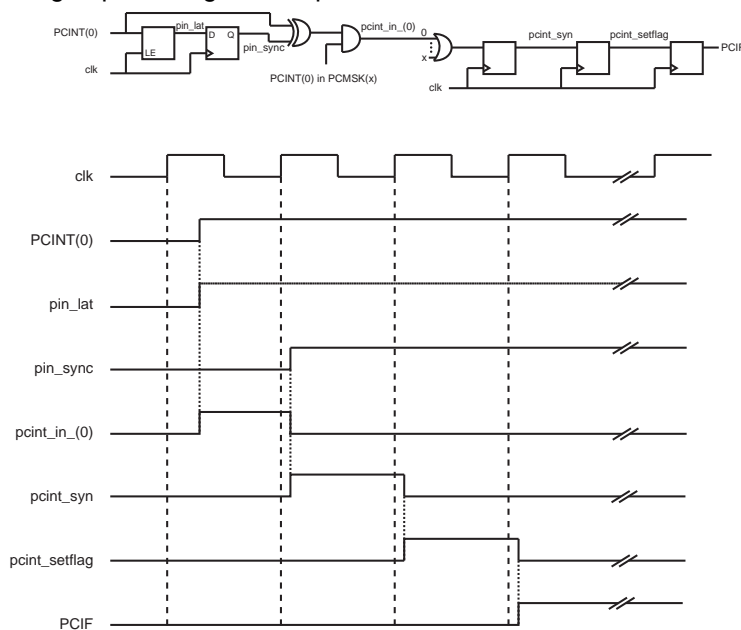 PCINT(0)
LE
clk
pin_lat
D Q
pin_sync
PCINT(0) in PCMSK(x)
pcint_in_(0)
0
x
clk
pcint_syn
pcint_setflag
PCIF
clk
PCINT(0)
pin_lat
pin_sync
pcint_in_(0)
pcint_syn
pcint_setflag
PCIF